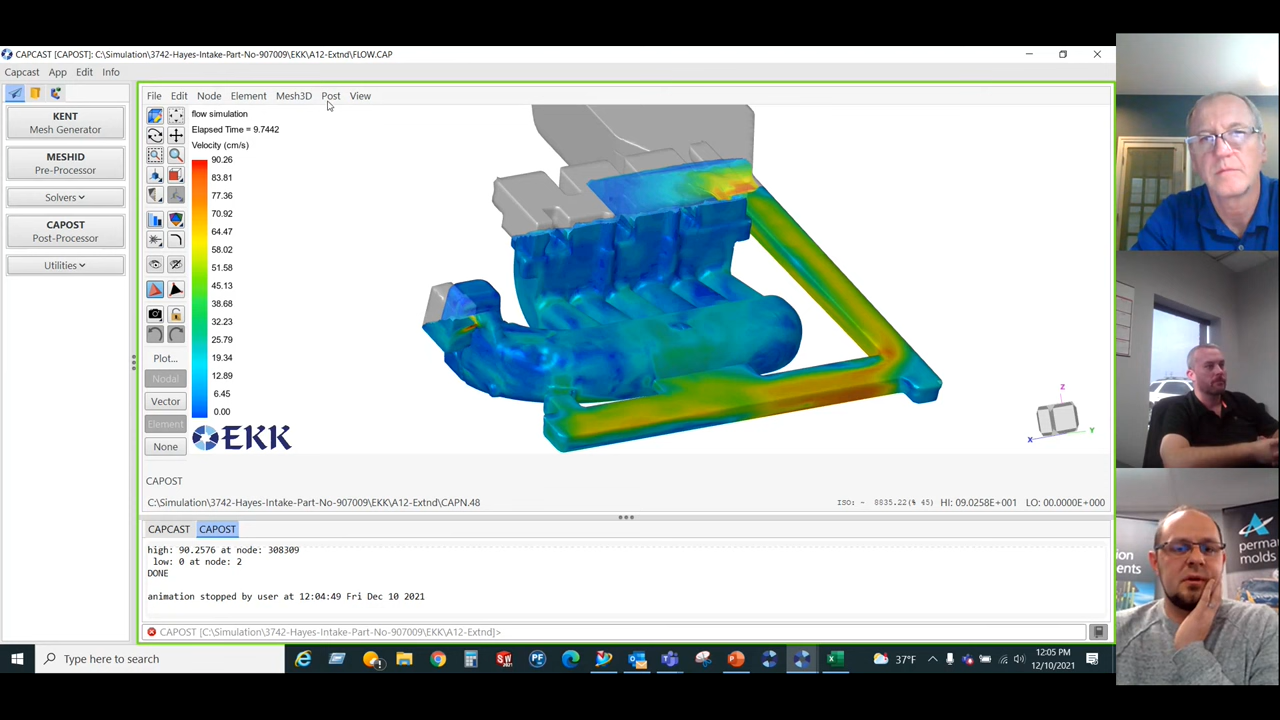 CAPCAST [CAPOST]: C:\Simulation\3742-Hayes-Intake-Part-No-907009\EKK\A12-Extnd\FLOW.CAP
Capcast App Edit Info
KENT
Mesh Generator
MESHID
Pre-Processor
Solvers
CAPOST
Post-Processor
Utilities
File Edit Node Element Mesh3D Post View
flow simulation
Elapsed Time = 9.7442
Velocity (cm/s)
90.26
83.81
77.36
70.92
64.47
58.02
51.58
45.13
38.68
32.23
25.79
19.34
12.89
6.45
0.00
Plot...
Nodal
Vector
Element
None
EKK
Z
X
Y
CAPOST
C:\Simulation\3742-Hayes-Intake-Part-No-907009\EKK\A12-Extnd\CAPN.48
ISO: - 8835.22(% 45) HI: 09.0258E+001 LO: 00.0000E+000
CAPCAST CAPOST
high: 90.2576 at node: 308309
low: 0 at node: 2
DONE
animation stopped by user at 12:04:49 Fri Dec 10 2021
CAPOST [C:\Simulation\3742-Hayes-Intake-Part-No-907009\EKK\A12-Extnd]>
Type here to search
37°F
12:05 PM
12/10/2021
permar
molds